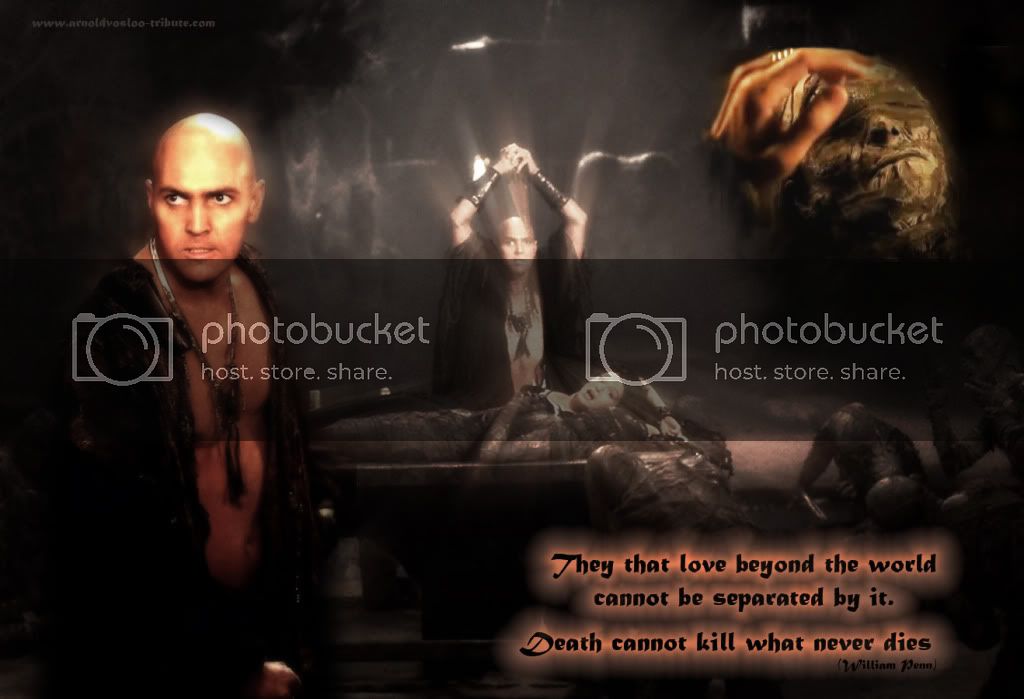 www.arnoldvosloo-tribute.com
photobucket photobucket
host. store. share. host. store. share.
They that love beyond the world
cannot be separated by it.
Death cannot kill what never dies
(William Penn)